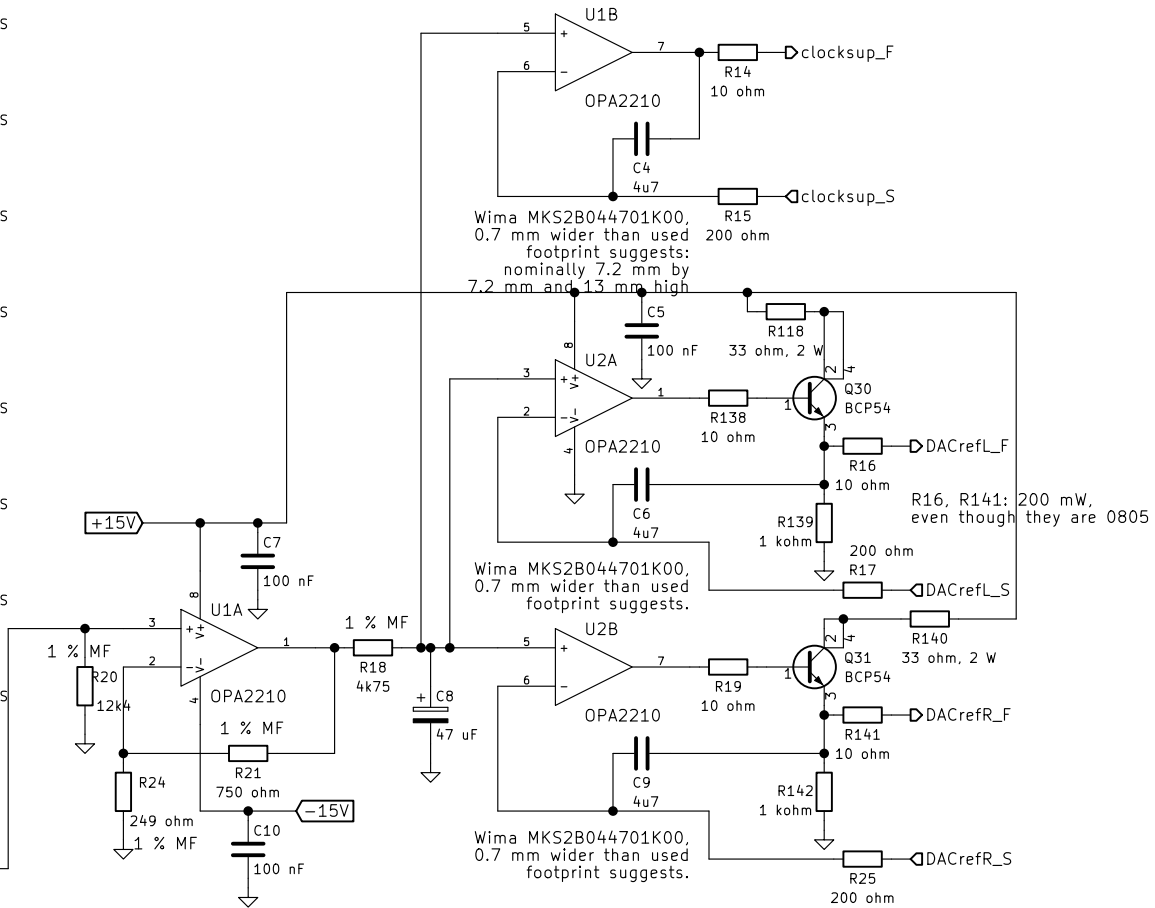 S
U1B
5
+
7
6
−
clocksup_F
R14
10 ohm
OPA2210
S
C4
4u7
clocksup_S
R15
200 ohm
S
Wima MKS2B044701K00,
0.7 mm wider than used
footprint suggests:
nominally 7.2 mm by
7.2 mm and 13 mm high
S
C5
100 nF
R118
33 ohm, 2 W
8
U2A
3
+
V+
2
−
V−
4
1
OPA2210
R138
10 ohm
2
4
1
3
Q30
BCP54
S
DACrefL_F
R16
10 ohm
C6
4u7
R139
1 kohm
R16, R141: 200 mW,
even though they are 0805
S
+15V
C7
100 nF
200 ohm
R17
DACrefL_S
Wima MKS2B044701K00,
0.7 mm wider than used
footprint suggests.
S
8
U1A
3
+
V+
2
−
V−
4
1
OPA2210
1 % MF
R20
12k4
1 % MF
R18
4k75
U2B
5
+
6
−
7
OPA2210
R19
10 ohm
2
4
1
3
Q31
BCP54
R140
33 ohm, 2 W
S
+
C8
47 uF
DACrefR_F
R141
10 ohm
1 % MF
R21
750 ohm
R24
249 ohm
1 % MF
−15V
C10
100 nF
C9
4u7
R142
1 kohm
Wima MKS2B044701K00,
0.7 mm wider than used
footprint suggests.
DACrefR_S
R25
200 ohm